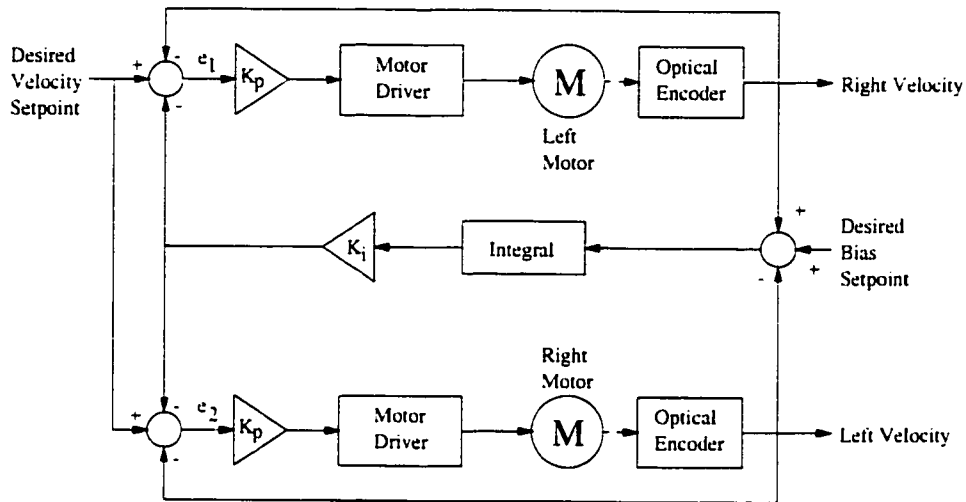 Desired
Velocity
Setpoint
+
-
-
e1
Kp
Motor
Driver
M
Left
Motor
Optical
Encoder
Right Velocity
Ki
Integral
+
+
-
Desired
Bias
Setpoint
+
-
-
e2
Kp
Motor
Driver
Right
Motor
M
Optical
Encoder
Left Velocity